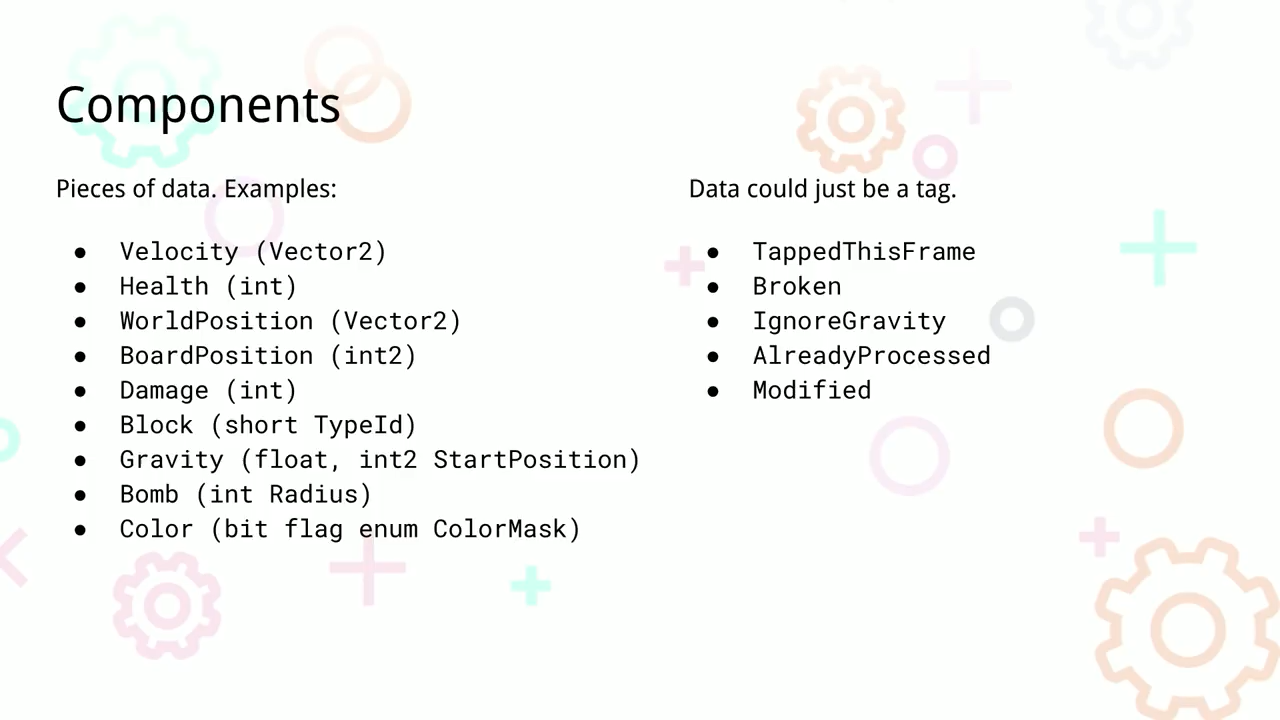 Components
Pieces of data. Examples:
● Velocity (Vector2)
● Health (int)
● WorldPosition (Vector2)
● BoardPosition (int2)
● Damage (int)
● Block (short TypeId)
● Gravity (float, int2 StartPosition)
● Bomb (int Radius)
● Color (bit flag enum ColorMask)
Data could just be a tag.
● TappedThisFrame
● Broken
● IgnoreGravity
● AlreadyProcessed
● Modified